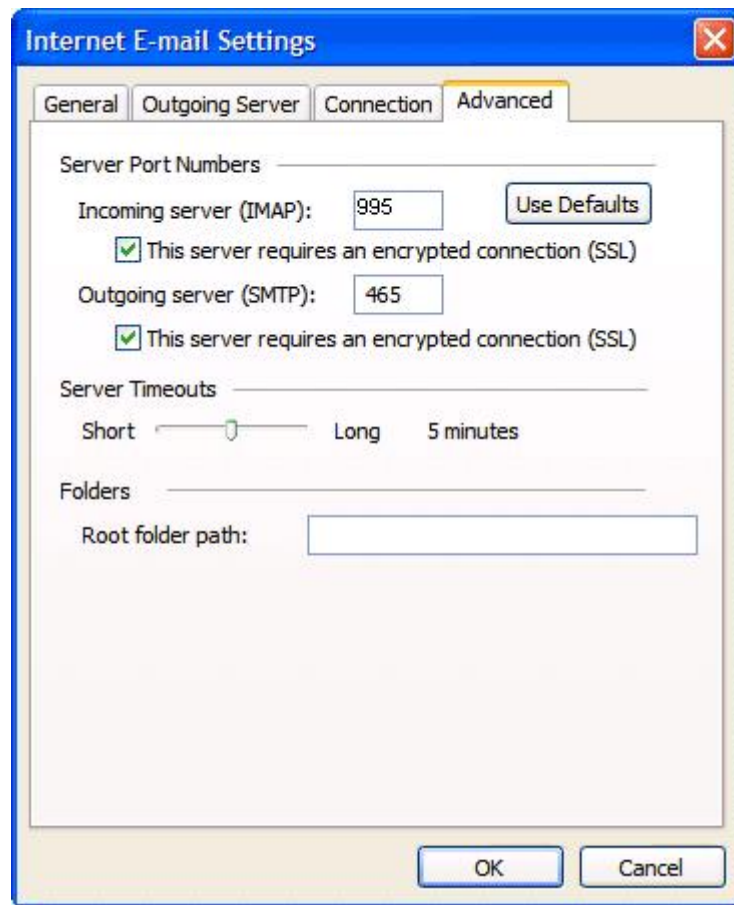 Internet E-mail Settings
General Outgoing Server Connection Advanced
Server Port Numbers
Incoming server (IMAP): 995 Use Defaults
This server requires an encrypted connection (SSL)
Outgoing server (SMTP): 465
This server requires an encrypted connection (SSL)
Server Timeouts
Short Long 5 minutes
Folders
Root folder path:
OK Cancel